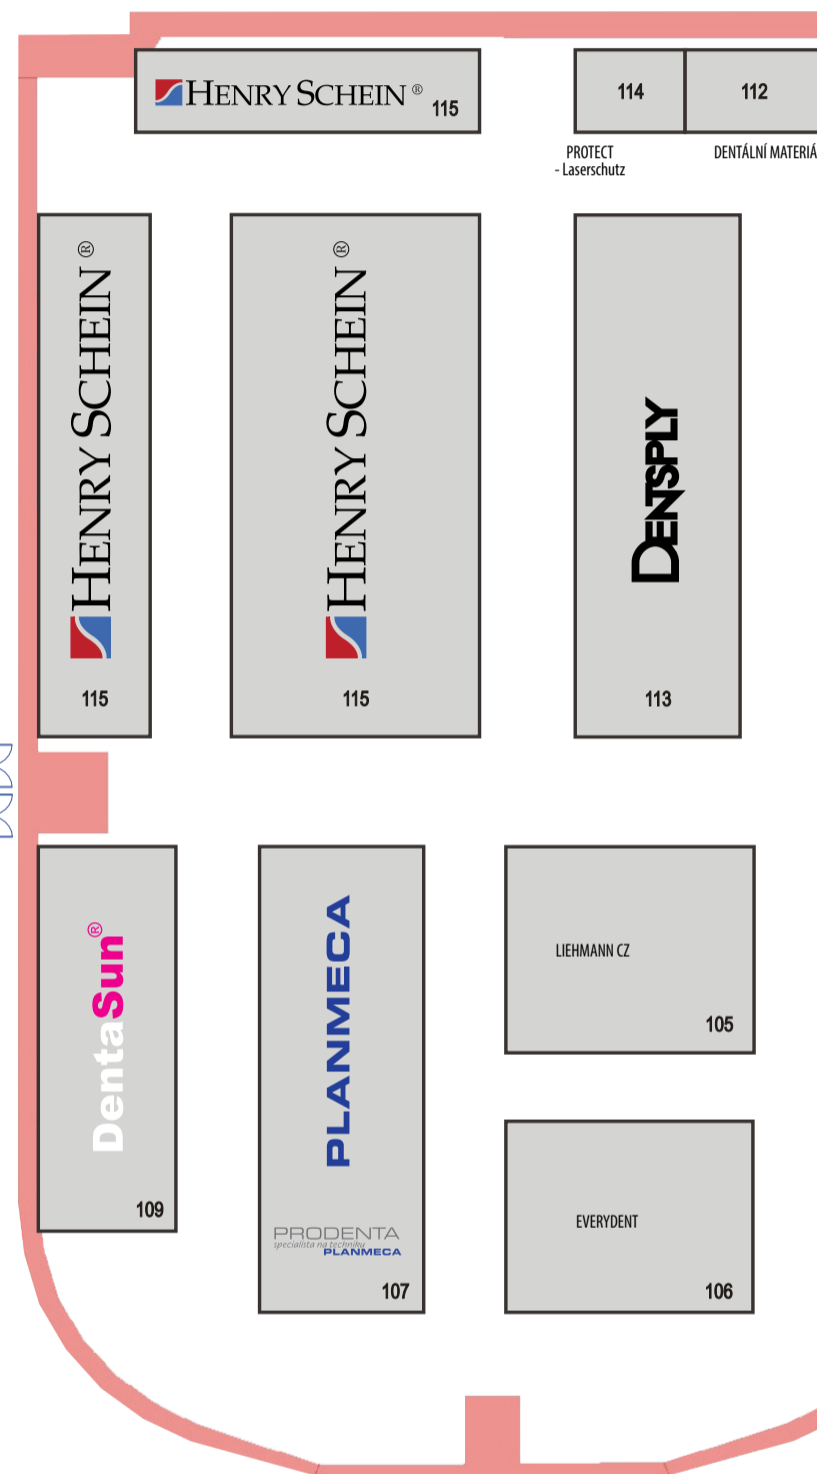 HENRY SCHEIN®
115
114
112
PROTECT
- Laserschutz
DENTÁLNÍ MATERIÁ
HENRY SCHEIN®
115
HENRY SCHEIN®
115
DENTSPLY
113
DentaSun®
109
PLANMECA
PRODENTA
specialista na techniku
PLANMECA
107
LIEHMANN CZ
105
EVERYDENT
106